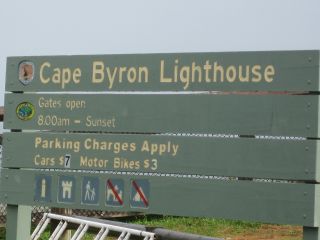 Cape Byron Lighthouse
Gates open:
8.00am - Sunset
Parking Charges Apply
Cars $7 Motor Bikes $3